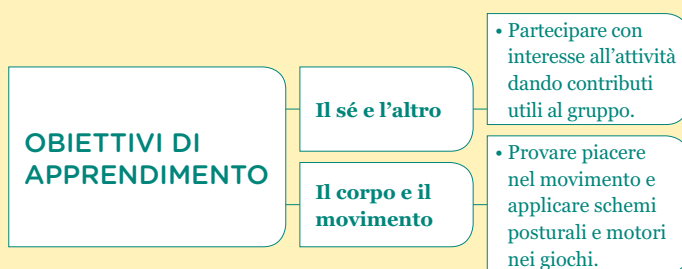 OBIETTIVI DI
APPRENDIMENTO
Il sé e l'altro
• Partecipare con
interesse all'attività
dando contributi
utili al gruppo.
Il corpo e il
movimento
• Provare piacere
nel movimento e
applicare schemi
posturali e motori
nei giochi.